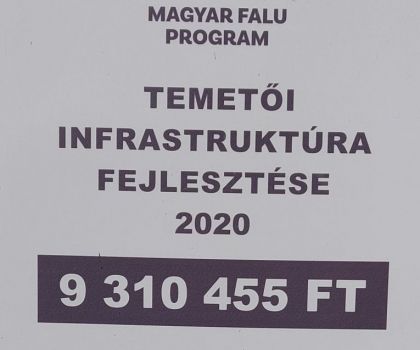 MAGYAR FALU
PROGRAM
TEMETŐI
INFRASTRUKTÚRA
FEJLESZTÉSE
2020
9 310 455 FT